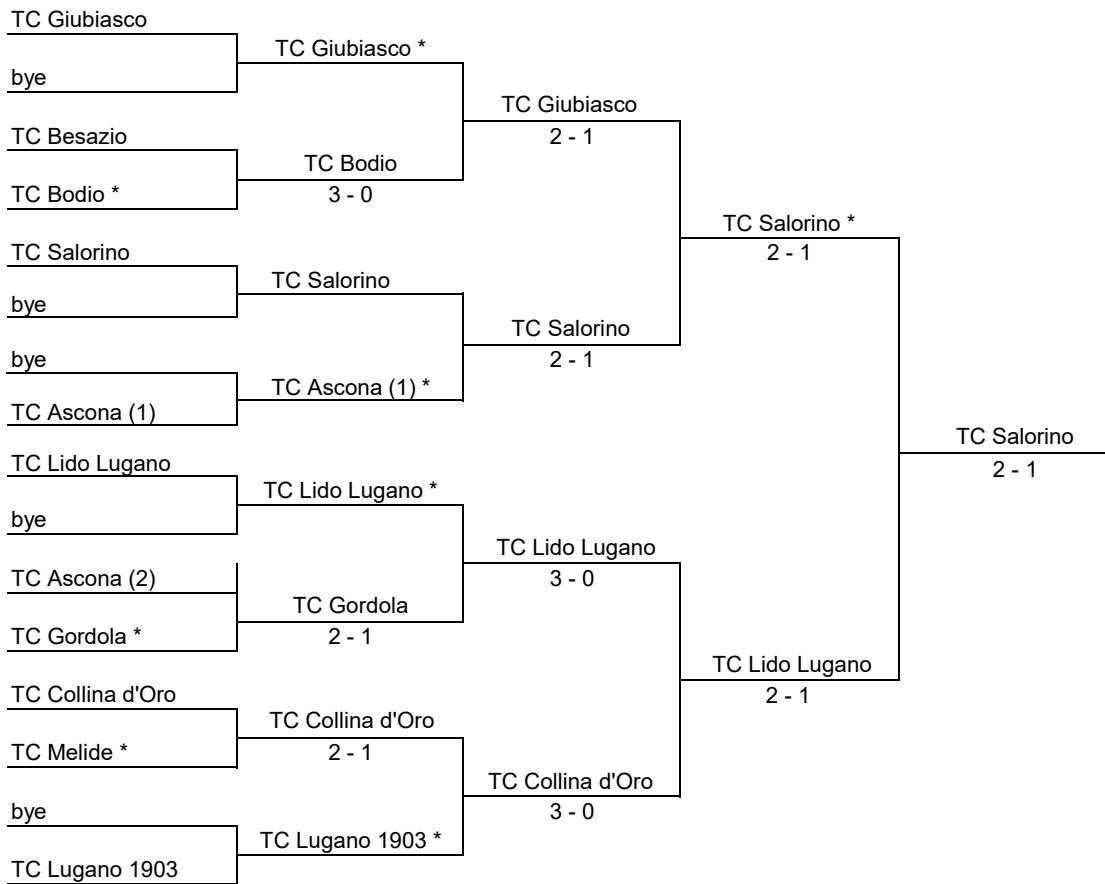 TC Giubiasco
TC Giubiasco *
bye
TC Giubiasco
2 - 1
TC Besazio
TC Bodio
3 - 0
TC Bodio *
TC Salorino *
2 - 1
TC Salorino
TC Salorino
bye
TC Salorino
2 - 1
bye
TC Ascona (1) *
TC Ascona (1)
TC Salorino
2 - 1
TC Lido Lugano
TC Lido Lugano *
bye
TC Lido Lugano
3 - 0
TC Ascona (2)
TC Gordola
2 - 1
TC Gordola *
TC Lido Lugano
2 - 1
TC Collina d'Oro
TC Collina d'Oro
2 - 1
TC Melide *
TC Collina d'Oro
3 - 0
bye
TC Lugano 1903 *
TC Lugano 1903